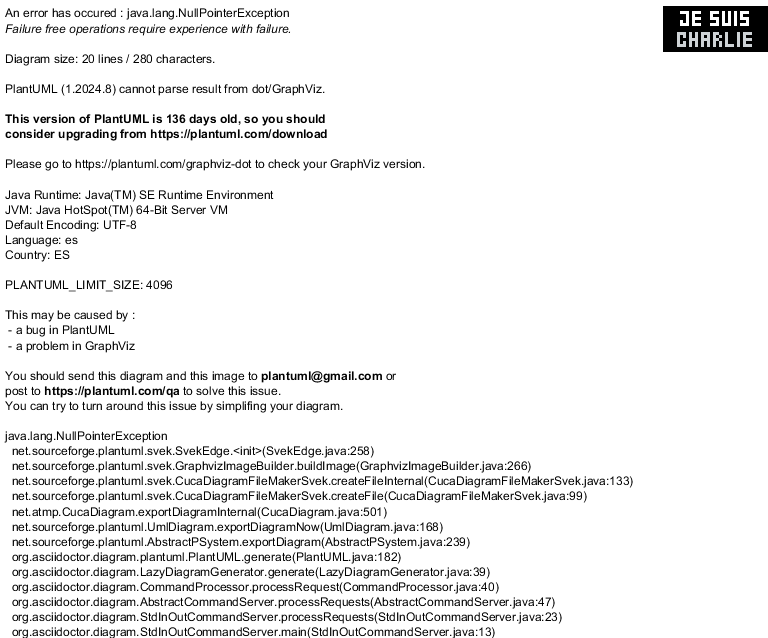 An error has occured : java.lang.NullPointerException
Failure free operations require experience with failure.
JE SUIS
CHARLIE
Diagram size: 20 lines / 280 characters.
PlantUML (1.2024.8) cannot parse result from dot/GraphViz.
This version of PlantUML is 136 days old, so you should
consider upgrading from https://plantuml.com/download
Please go to https://plantuml.com/graphviz-dot to check your GraphViz version.
Java Runtime: Java(TM) SE Runtime Environment
JVM: Java HotSpot(TM) 64-Bit Server VM
Default Encoding: UTF-8
Language: es
Country: ES
PLANTUML_LIMIT_SIZE: 4096
This may be caused by :
- a bug in PlantUML
- a problem in GraphViz
You should send this diagram and this image to plantuml@gmail.com or
post to https://plantuml.com/qa to solve this issue.
You can try to turn around this issue by simplifing your diagram.
java.lang.NullPointerException
net.sourceforge.plantuml.svek.SvekEdge.<init>(SvekEdge.java:258)
net.sourceforge.plantuml.svek.GraphvizImageBuilder.buildImage(GraphvizImageBuilder.java:266)
net.sourceforge.plantuml.svek.CucaDiagramFileMakerSvek.createFileInternal(CucaDiagramFileMakerSvek.java:133)
net.sourceforge.plantuml.svek.CucaDiagramFileMakerSvek.createFile(CucaDiagramFileMakerSvek.java:99)
net.atmp.CucaDiagram.exportDiagramInternal(CucaDiagram.java:501)
net.sourceforge.plantuml.UmlDiagram.exportDiagramNow(UmlDiagram.java:168)
net.sourceforge.plantuml.AbstractPSystem.exportDiagram(AbstractPSystem.java:239)
org.asciidoctor.diagram.plantuml.PlantUML.generate(PlantUML.java:182)
org.asciidoctor.diagram.LazyDiagramGenerator.generate(LazyDiagramGenerator.java:39)
org.asciidoctor.diagram.CommandProcessor.processRequest(CommandProcessor.java:40)
org.asciidoctor.diagram.AbstractCommandServer.processRequests(AbstractCommandServer.java:47)
org.asciidoctor.diagram.StdInOutCommandServer.processRequests(StdInOutCommandServer.java:23)
org.asciidoctor.diagram.StdInOutCommandServer.main(StdInOutCommandServer.java:13)